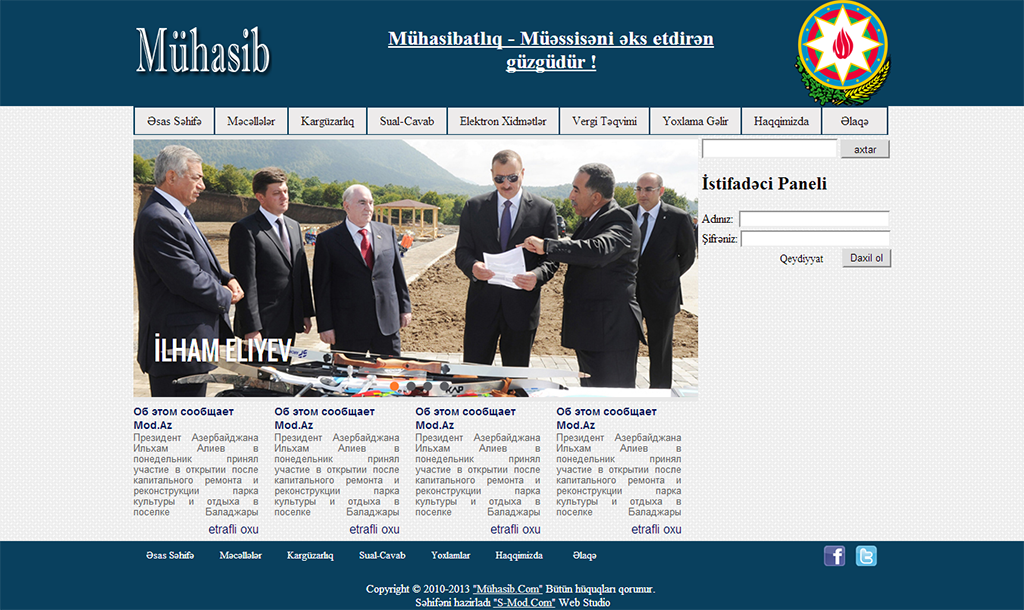 Mühasib
Mühasibatlıq - Müəssisəni əks etdirən
güzgüdür !
Əsas Səhifə Məcəllələr Kargüzarlıq Sual-Cavab Elektron Xidmətlər Vergi Təqvimi Yoxlama Gəlir Haqqimizda Əlaqə
axtar
İstifadəci Paneli
Adınız:
Şifrəniz:
Qeydiyyat Daxil ol
İLHAM ELIYEV
KAP
Об этом сообщает
Mod.Az
Президент Азербайджана
Ильхам Алиев в
понедельник принял
участие в открытии после
капитального ремонта и
реконструкции парка
культуры и отдыха в
поселке Баладжары
etrafli oxu
Об этом сообщает
Mod.Az
Президент Азербайджана
Ильхам Алиев в
понедельник принял
участие в открытии после
капитального ремонта и
реконструкции парка
культуры и отдыха в
поселке Баладжары
etrafli oxu
Об этом сообщает
Mod.Az
Президент Азербайджана
Ильхам Алиев в
понедельник принял
участие в открытии после
капитального ремонта и
реконструкции парка
культуры и отдыха в
поселке Баладжары
etrafli oxu
Об этом сообщает
Mod.Az
Президент Азербайджана
Ильхам Алиев в
понедельник принял
участие в открытии после
капитального ремонта и
реконструкции парка
культуры и отдыха в
поселке Баладжары
etrafli oxu
Əsas Səhifə Məcəllələr Kargüzarlıq Sual-Cavab Yoxlamlar Haqqimizda Əlaqə
Copyright © 2010-2013 "Mühasib.Com" Bütün hüquqları qorunur.
Səhifəni hazirladi "S-Mod.Com" Web Studio